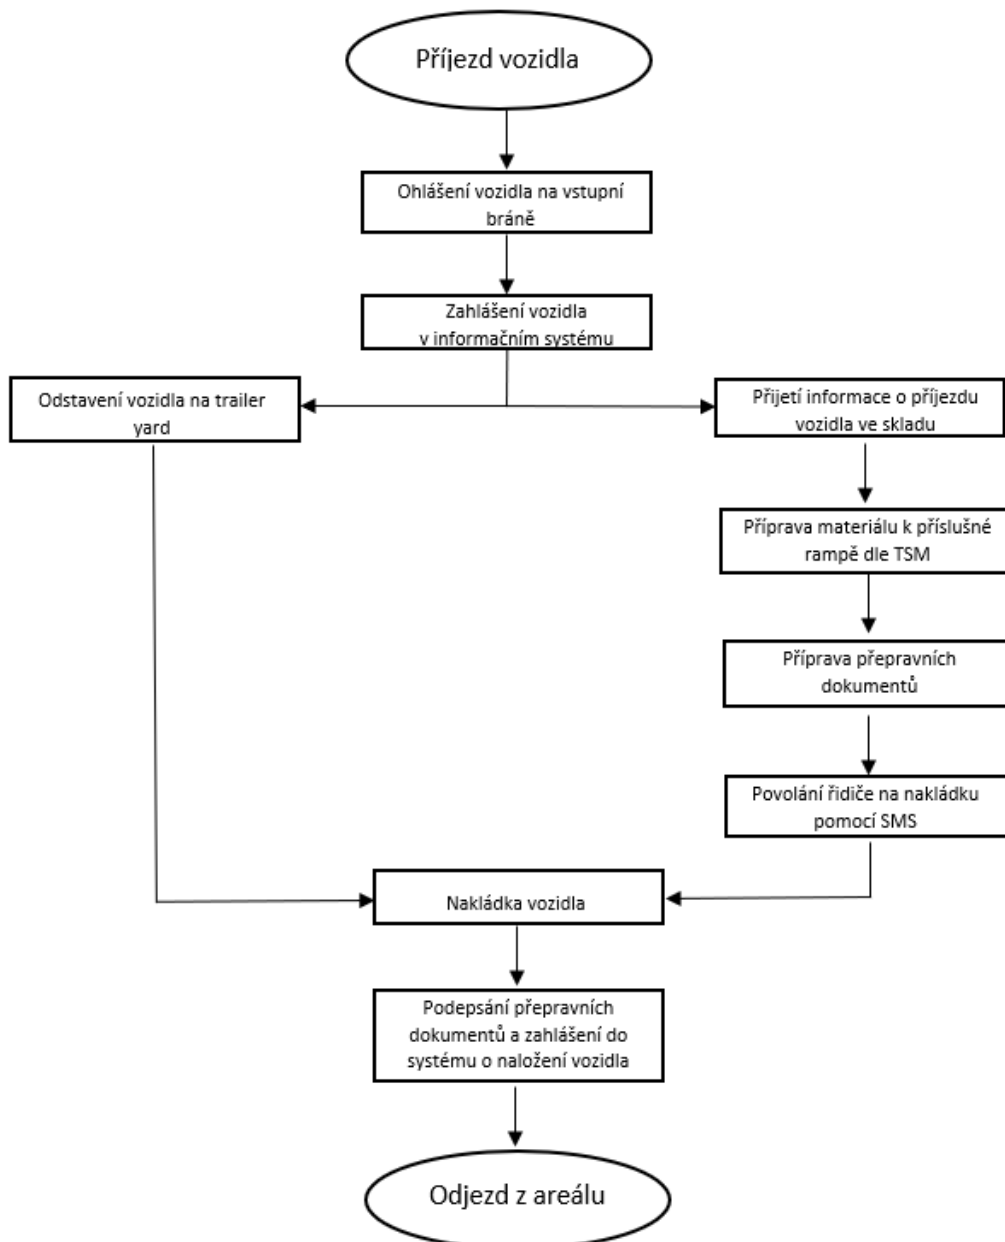 Příjezd vozidla
Ohlášení vozidla na vstupní
bráně
Zahlášení vozidla
v informačním systému
Odstavení vozidla na trailer
yard
Přijetí informace o příjezdu
vozidla ve skladu
Příprava materiálu k příslušné
rampě dle TSM
Příprava přepravních
dokumentů
Povolání řidiče na nakládku
pomocí SMS
Nakládka vozidla
Podepsání přepravních
dokumentů a zahlášení do
systému o naložení vozidla
Odjezd z areálu